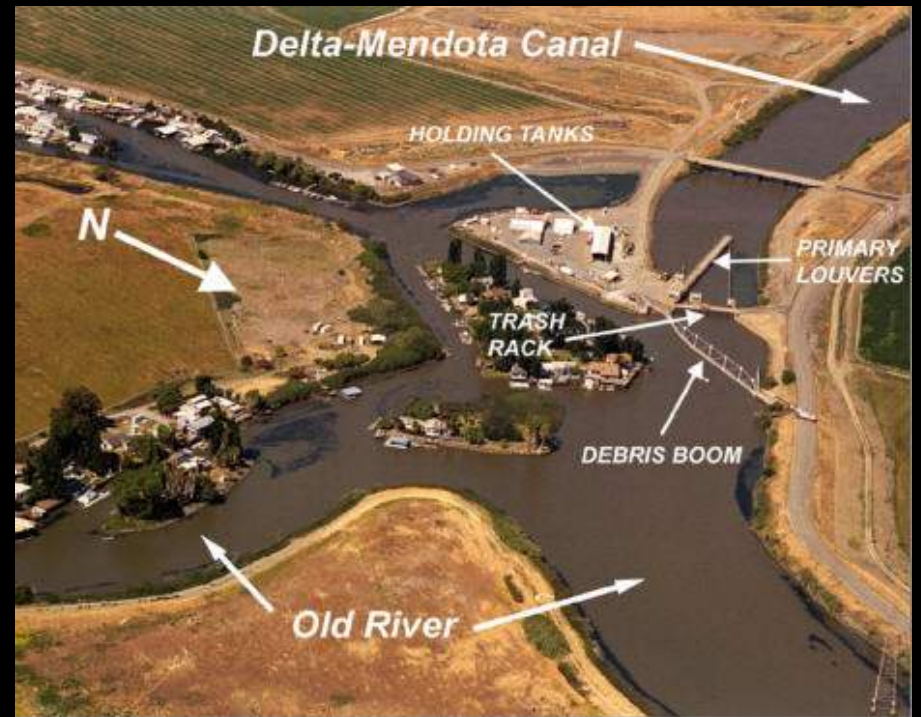 Delta-Mendota Canal
HOLDING TANKS
N
PRIMARY
LOUVERS
TRASH
RACK
DEBRIS BOOM
Old River